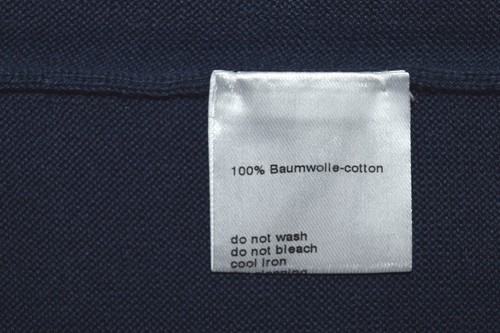 100% Baumwolle-cotton
do not wash
do not bleach
cool iron